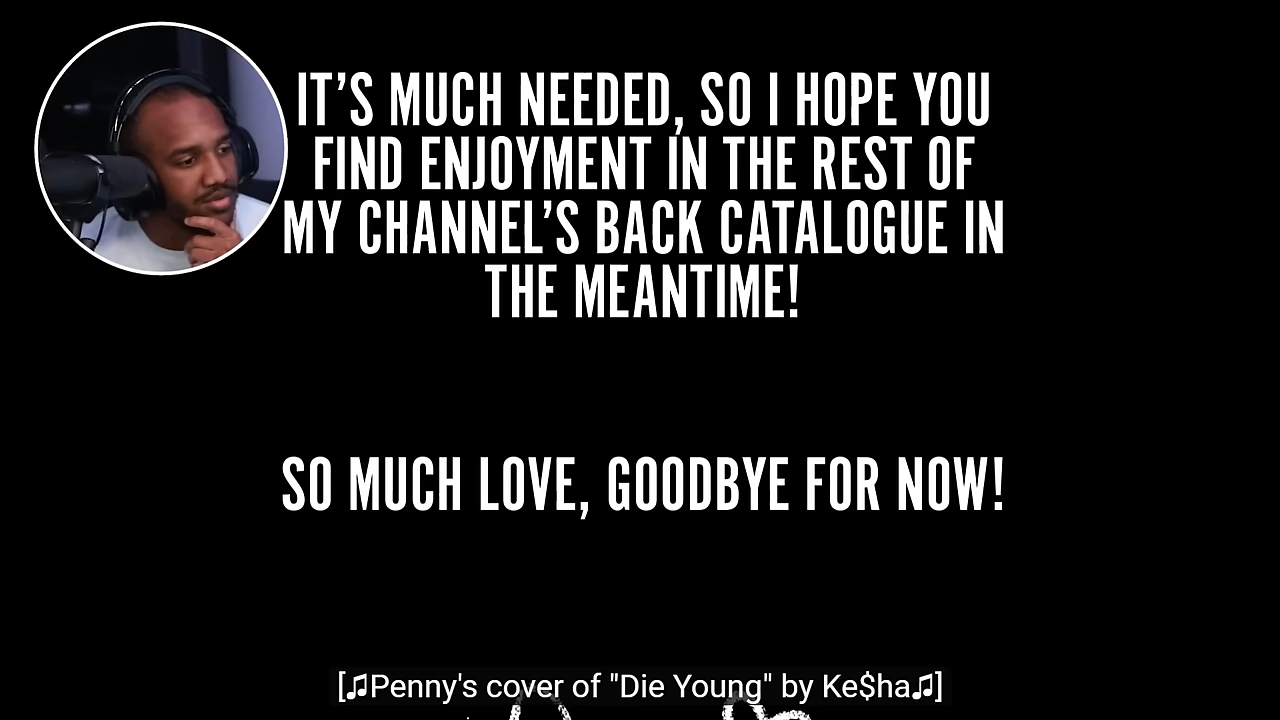 IT'S MUCH NEEDED, SO I HOPE YOU
FIND ENJOYMENT IN THE REST OF
MY CHANNEL'S BACK CATALOGUE IN
THE MEANTIME!
SO MUCH LOVE, GOODBYE FOR NOW!
[♫Penny's cover of "Die Young" by Ke$ha♫]